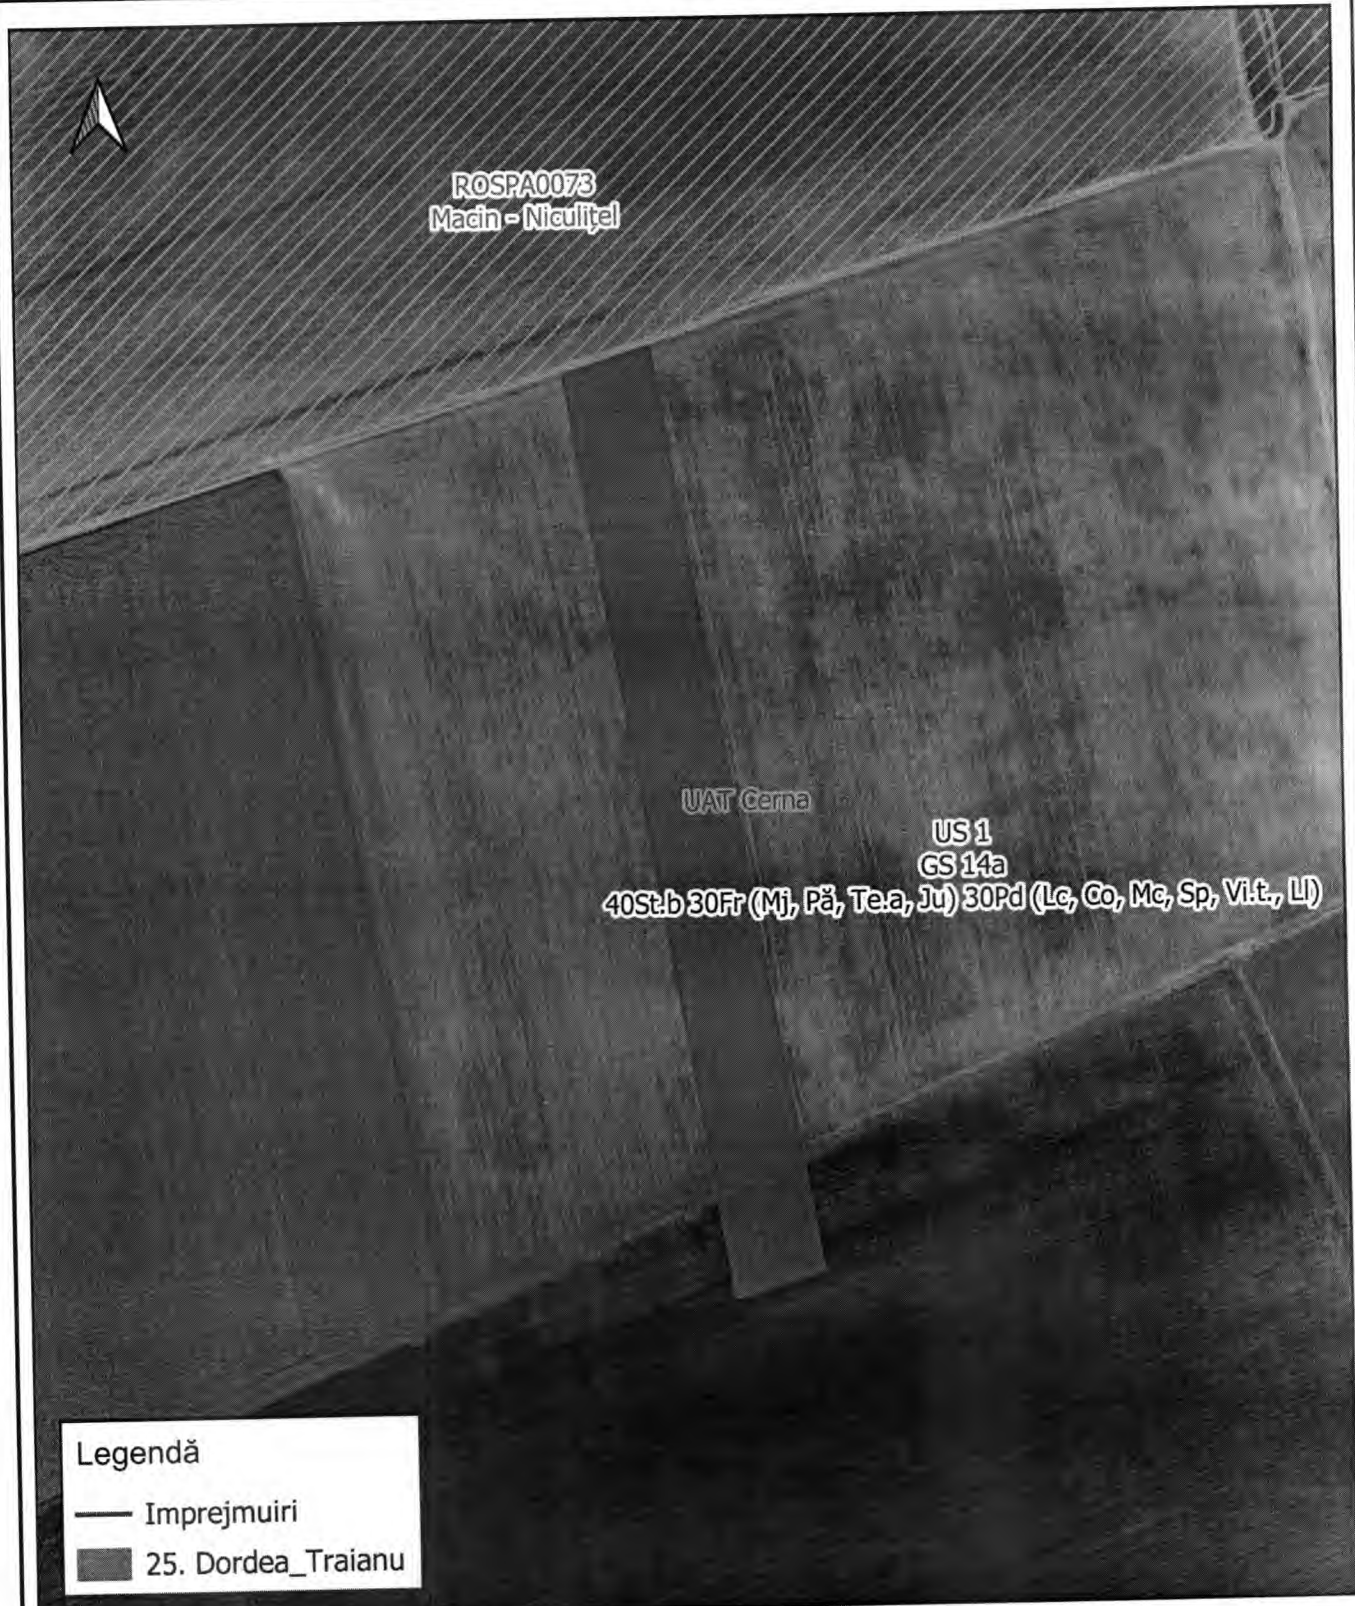 ROSPA0073
Macin - Niculițel
UAT Cerna
US 1
GS 14a
40St.b 30Fr (Mj, Pă, Te.a, Ju) 30Pd (Lc, Co, Mc, Sp, Vi.t., Ll)
Legendă
Imprejmuiri
25. Dordea_Traianu